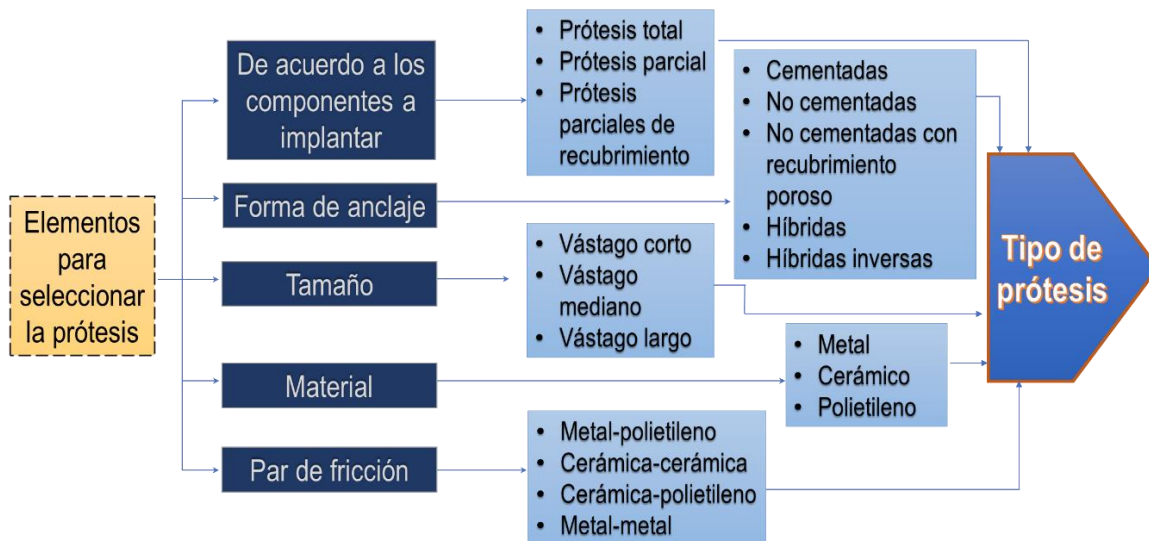 Elementos
para
seleccionar
la prótesis
De acuerdo a los
componentes a
implantar
• Prótesis total
• Prótesis parcial
• Prótesis
parciales de
recubrimiento
Forma de anclaje
• Cementadas
• No cementadas
• No cementadas con
recubrimiento
poroso
• Híbridas
• Híbridas inversas
Tamaño
• Vástago corto
• Vástago
mediano
• Vástago largo
Material
• Metal
• Cerámico
• Polietileno
Par de fricción
• Metal-polietileno
• Cerámica-cerámica
• Cerámica-polietileno
• Metal-metal
Tipo de
prótesis